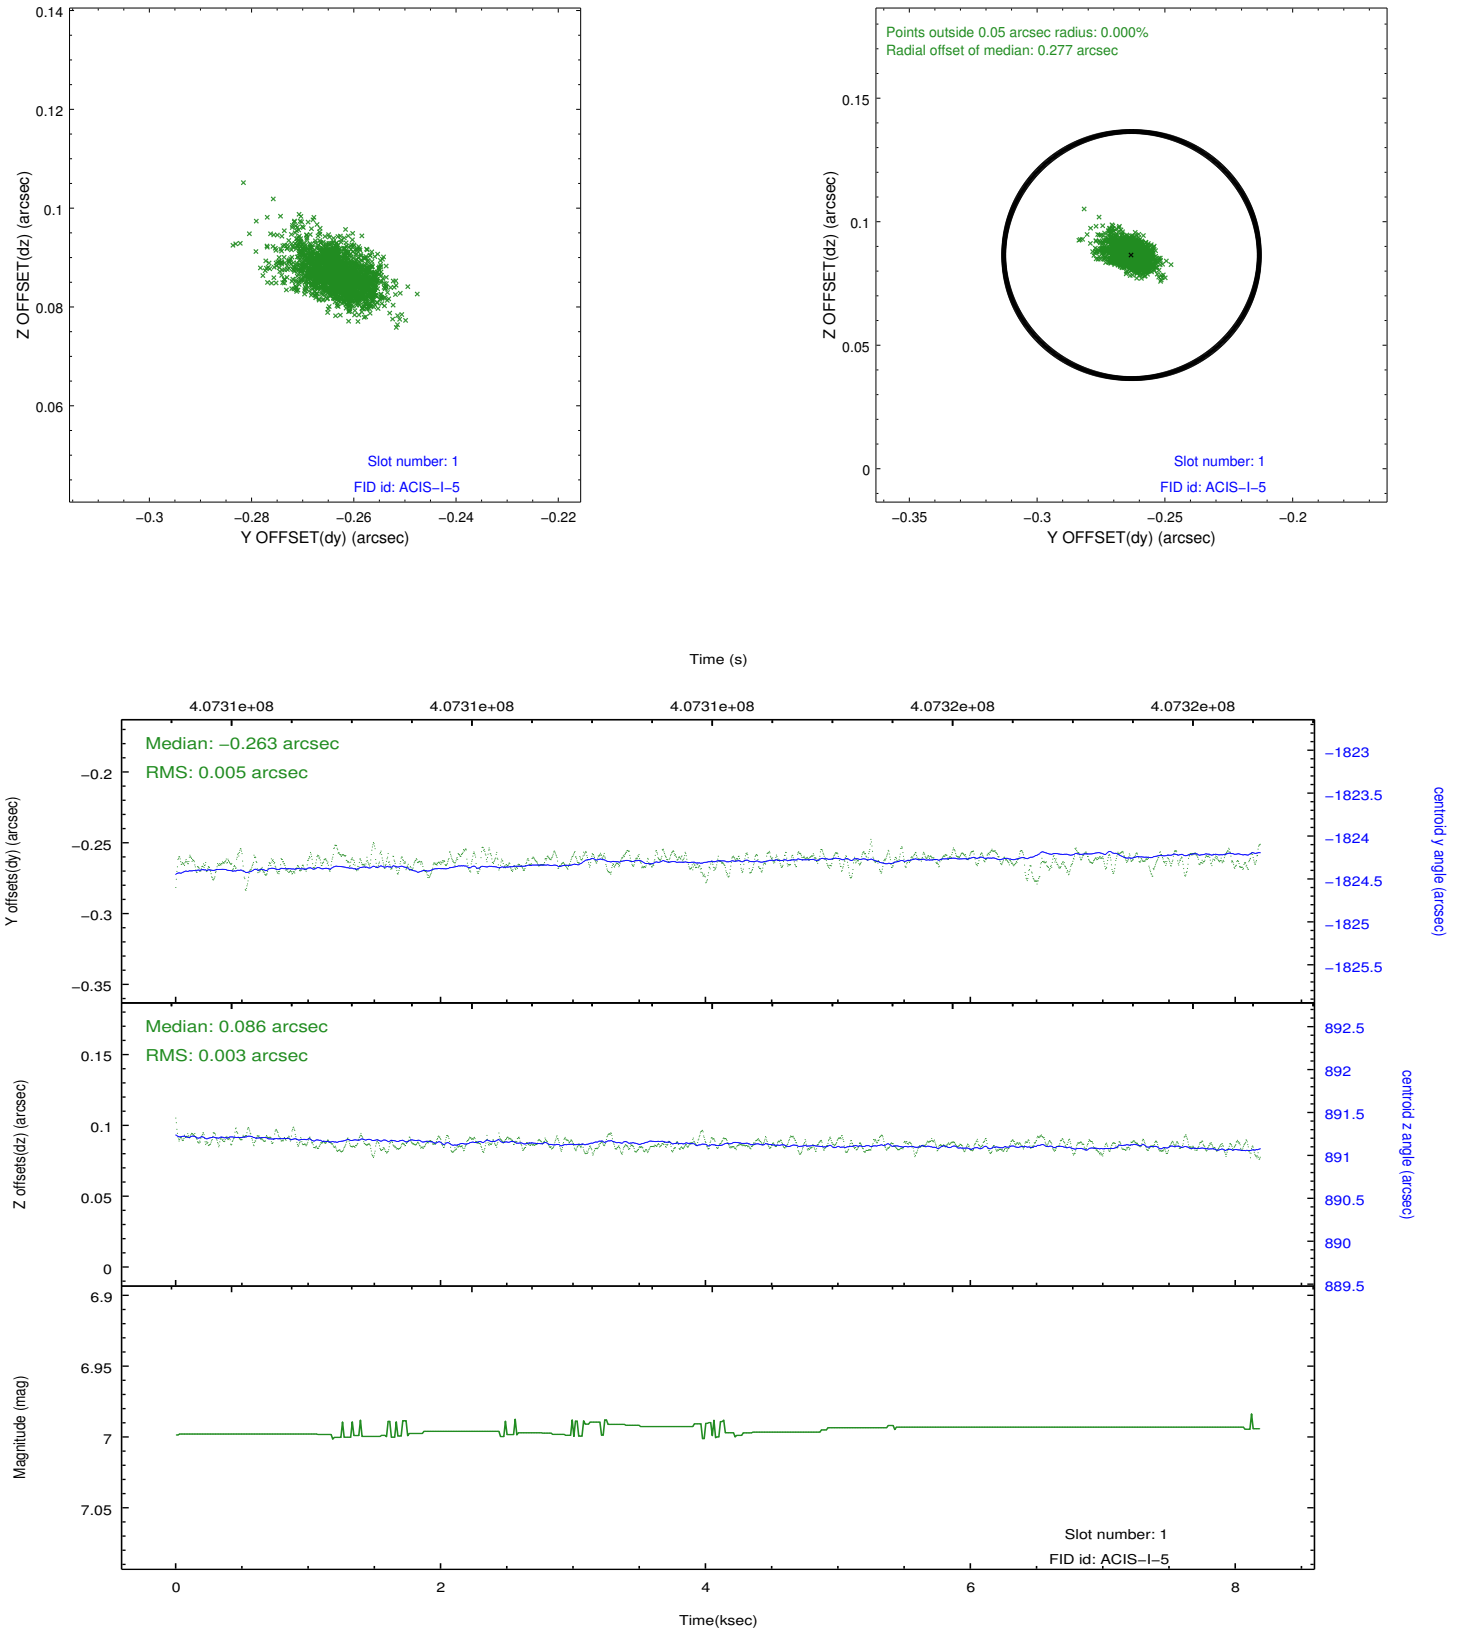 0.14
0.12
0.1
0.08
0.06
Z OFFSET(dz) (arcsec)
Slot number: 1
FID id: ACIS−I−5
−0.3 −0.28 −0.26 −0.24 −0.22
Y OFFSET(dy) (arcsec)
Points outside 0.05 arcsec radius: 0.000%
Radial offset of median: 0.277 arcsec
0.15
0.1
0.05
0
Z OFFSET(dz) (arcsec)
Slot number: 1
FID id: ACIS−I−5
−0.35 −0.3 −0.25 −0.2
Y OFFSET(dy) (arcsec)
Time (s)
4.0731e+08 4.0731e+08 4.0731e+08 4.0732e+08 4.0732e+08
Median: −0.263 arcsec
RMS: 0.005 arcsec
−0.2
−0.25
−0.3
−0.35
Y offsets(dy) (arcsec)
−1823
−1823.5
−1824
−1824.5
−1825
−1825.5
centroid y angle (arcsec)
Median: 0.086 arcsec
RMS: 0.003 arcsec
0.15
0.1
0.05
0
Z offsets(dz) (arcsec)
892.5
892
891.5
891
890.5
890
889.5
centroid z angle (arcsec)
6.9
6.95
7
7.05
Magnitude (mag)
Slot number: 1
FID id: ACIS−I−5
0 2 4 6 8
Time(ksec)